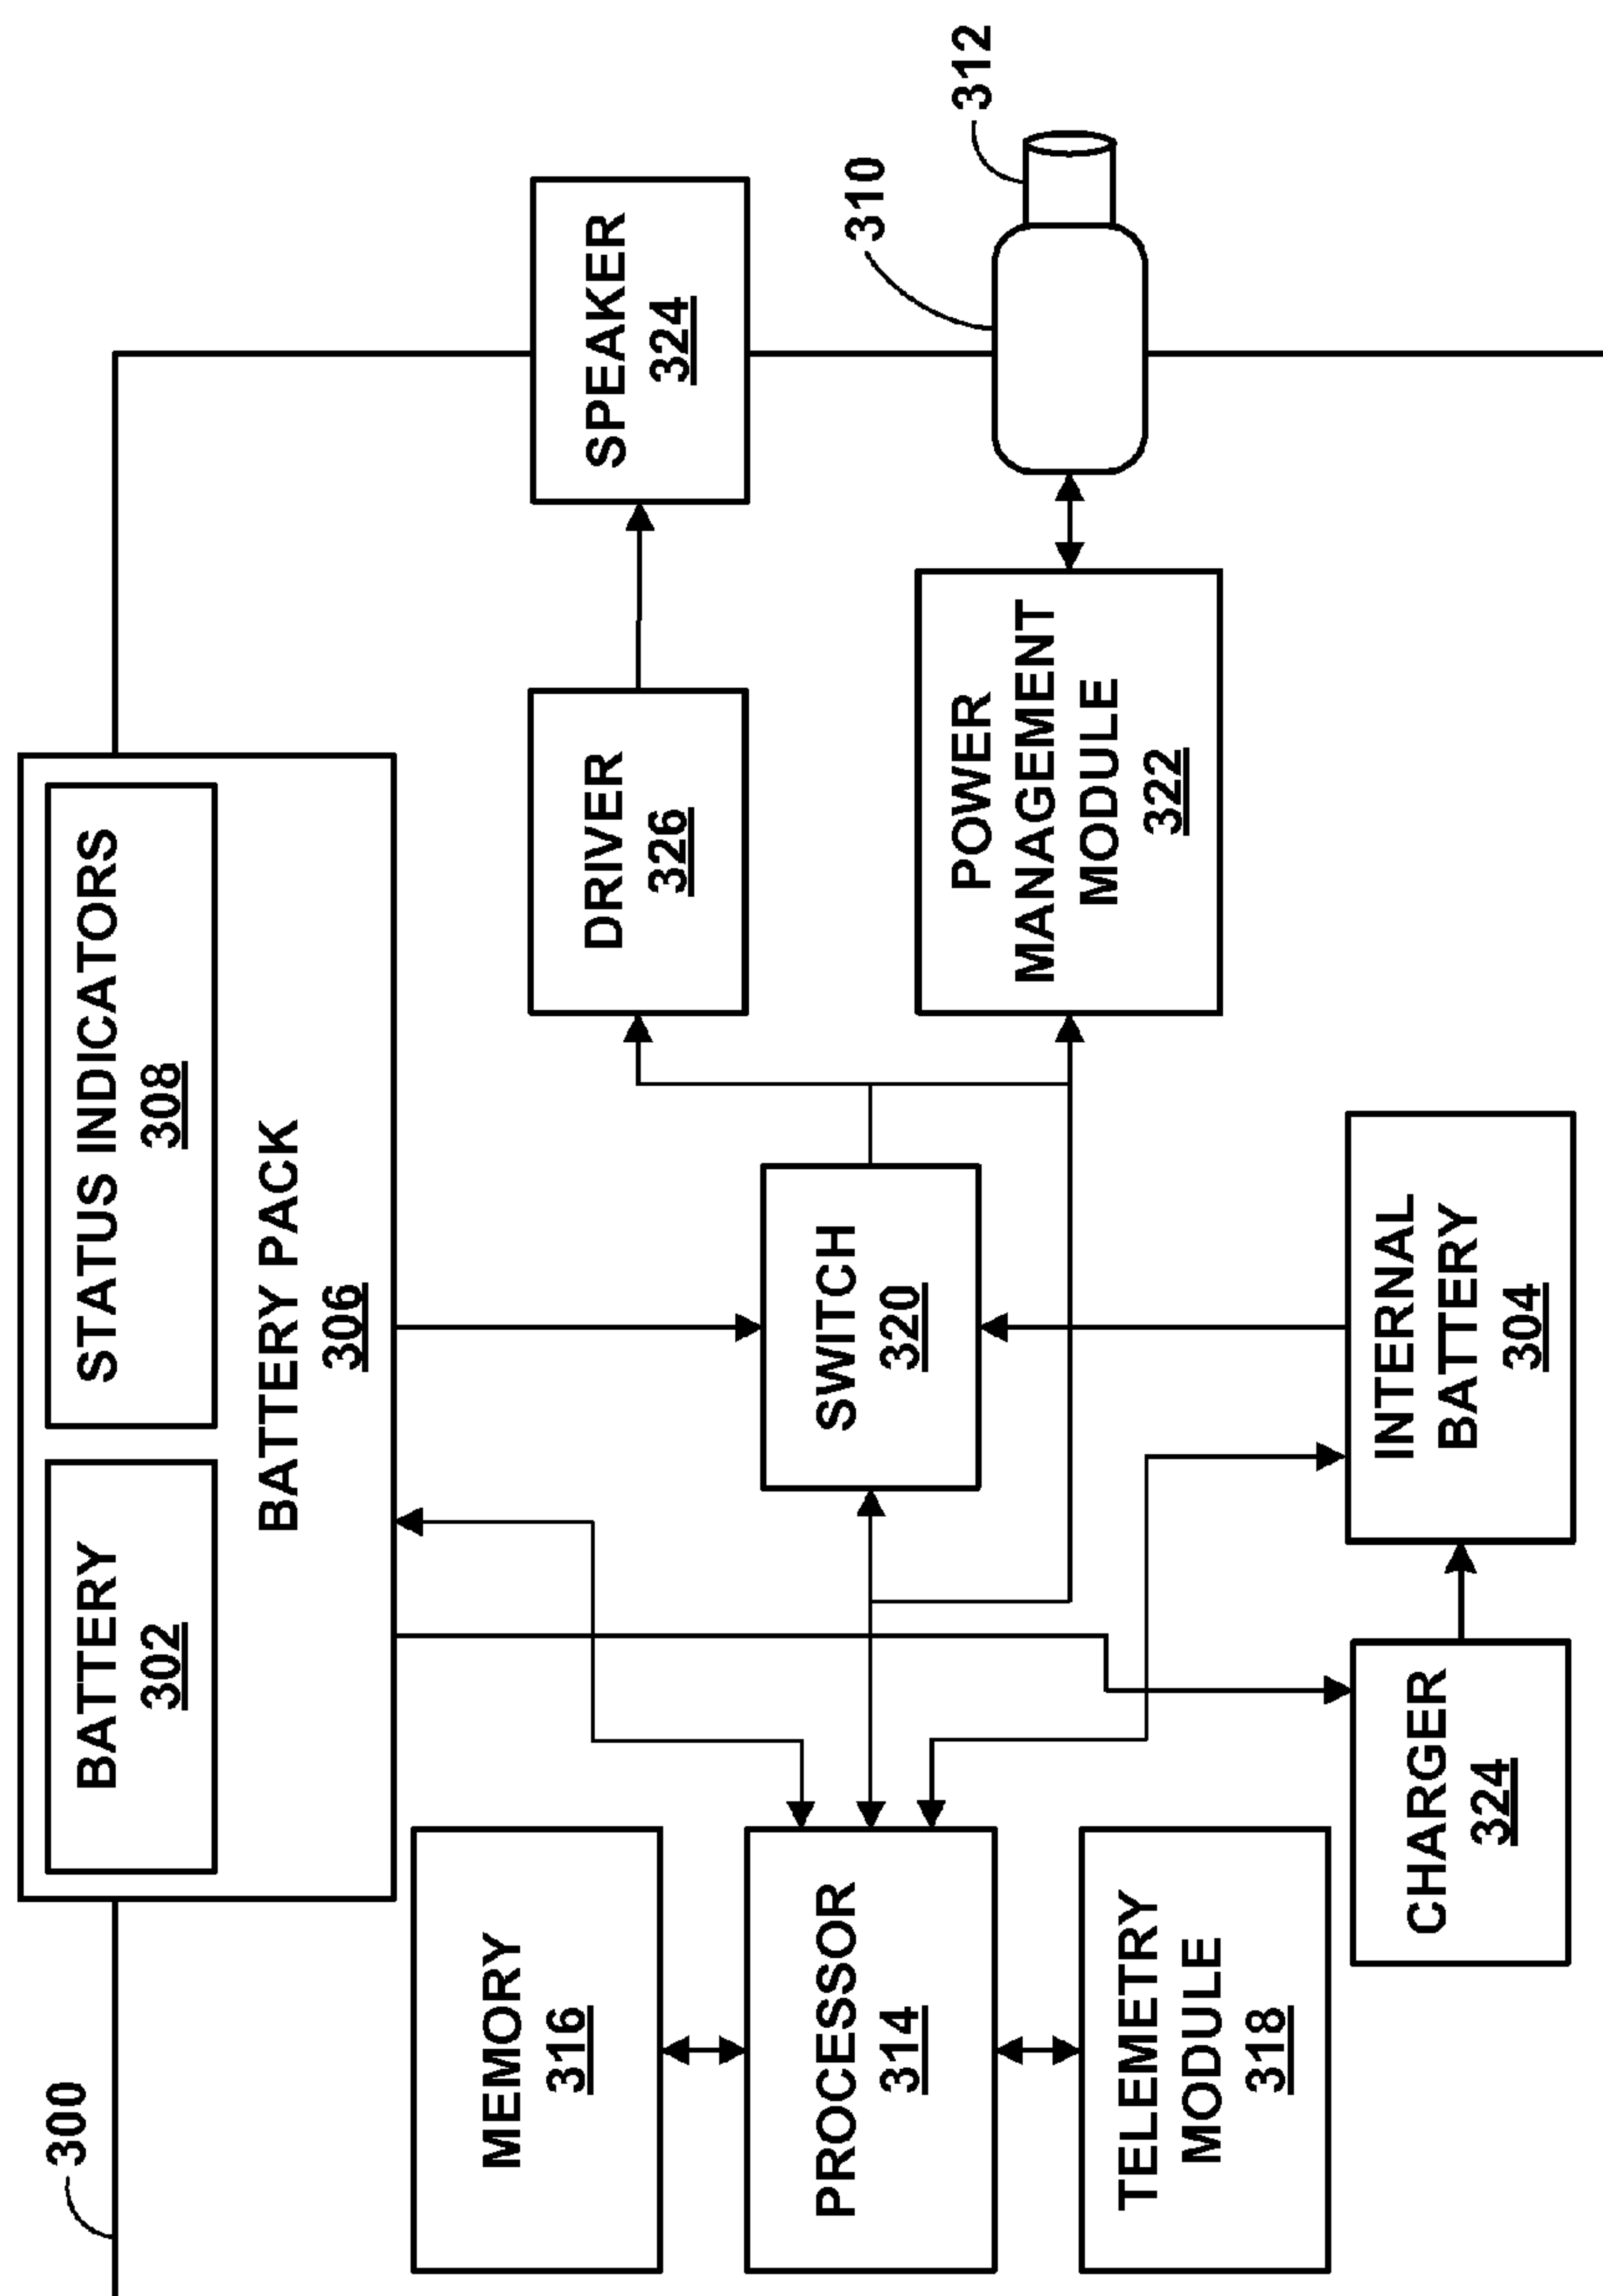 300
BATTERY
302
STATUS INDICATORS
308
BATTERY PACK
306
MEMORY
316
DRIVER
326
SPEAKER
324
PROCESSOR
314
SWITCH
320
310
312
POWER
MANAGEMENT
MODULE
322
TELEMETRY
MODULE
318
CHARGER
324
INTERNAL
BATTERY
304